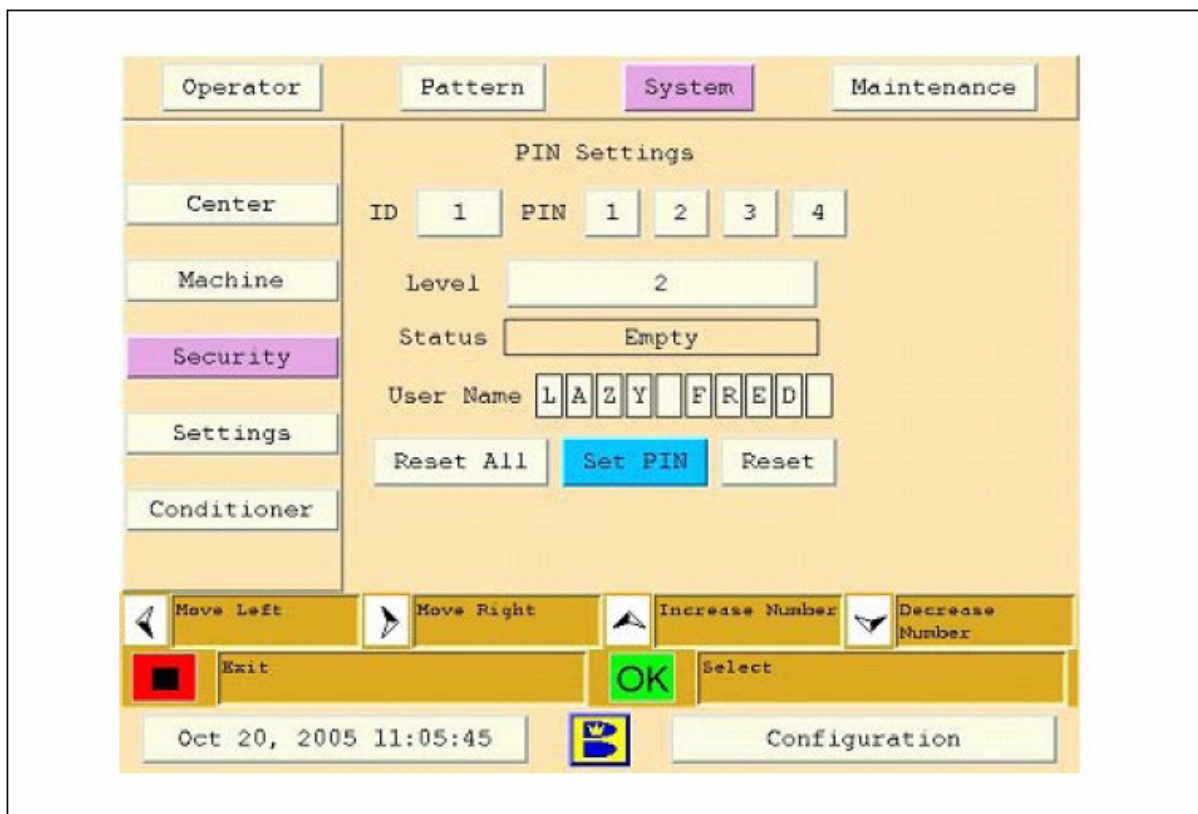 Operator Pattern System Maintenance
PIN Settings
Center
ID 1 PIN 1 2 3 4
Machine
Level 2
Status Empty
Security
User Name LAZY FRED
Settings
Reset All Set PIN Reset
Conditioner
Move Left Move Right Increase Number Decrease
Number
Exit OK Select
Oct 20, 2005 11:05:45 Configuration